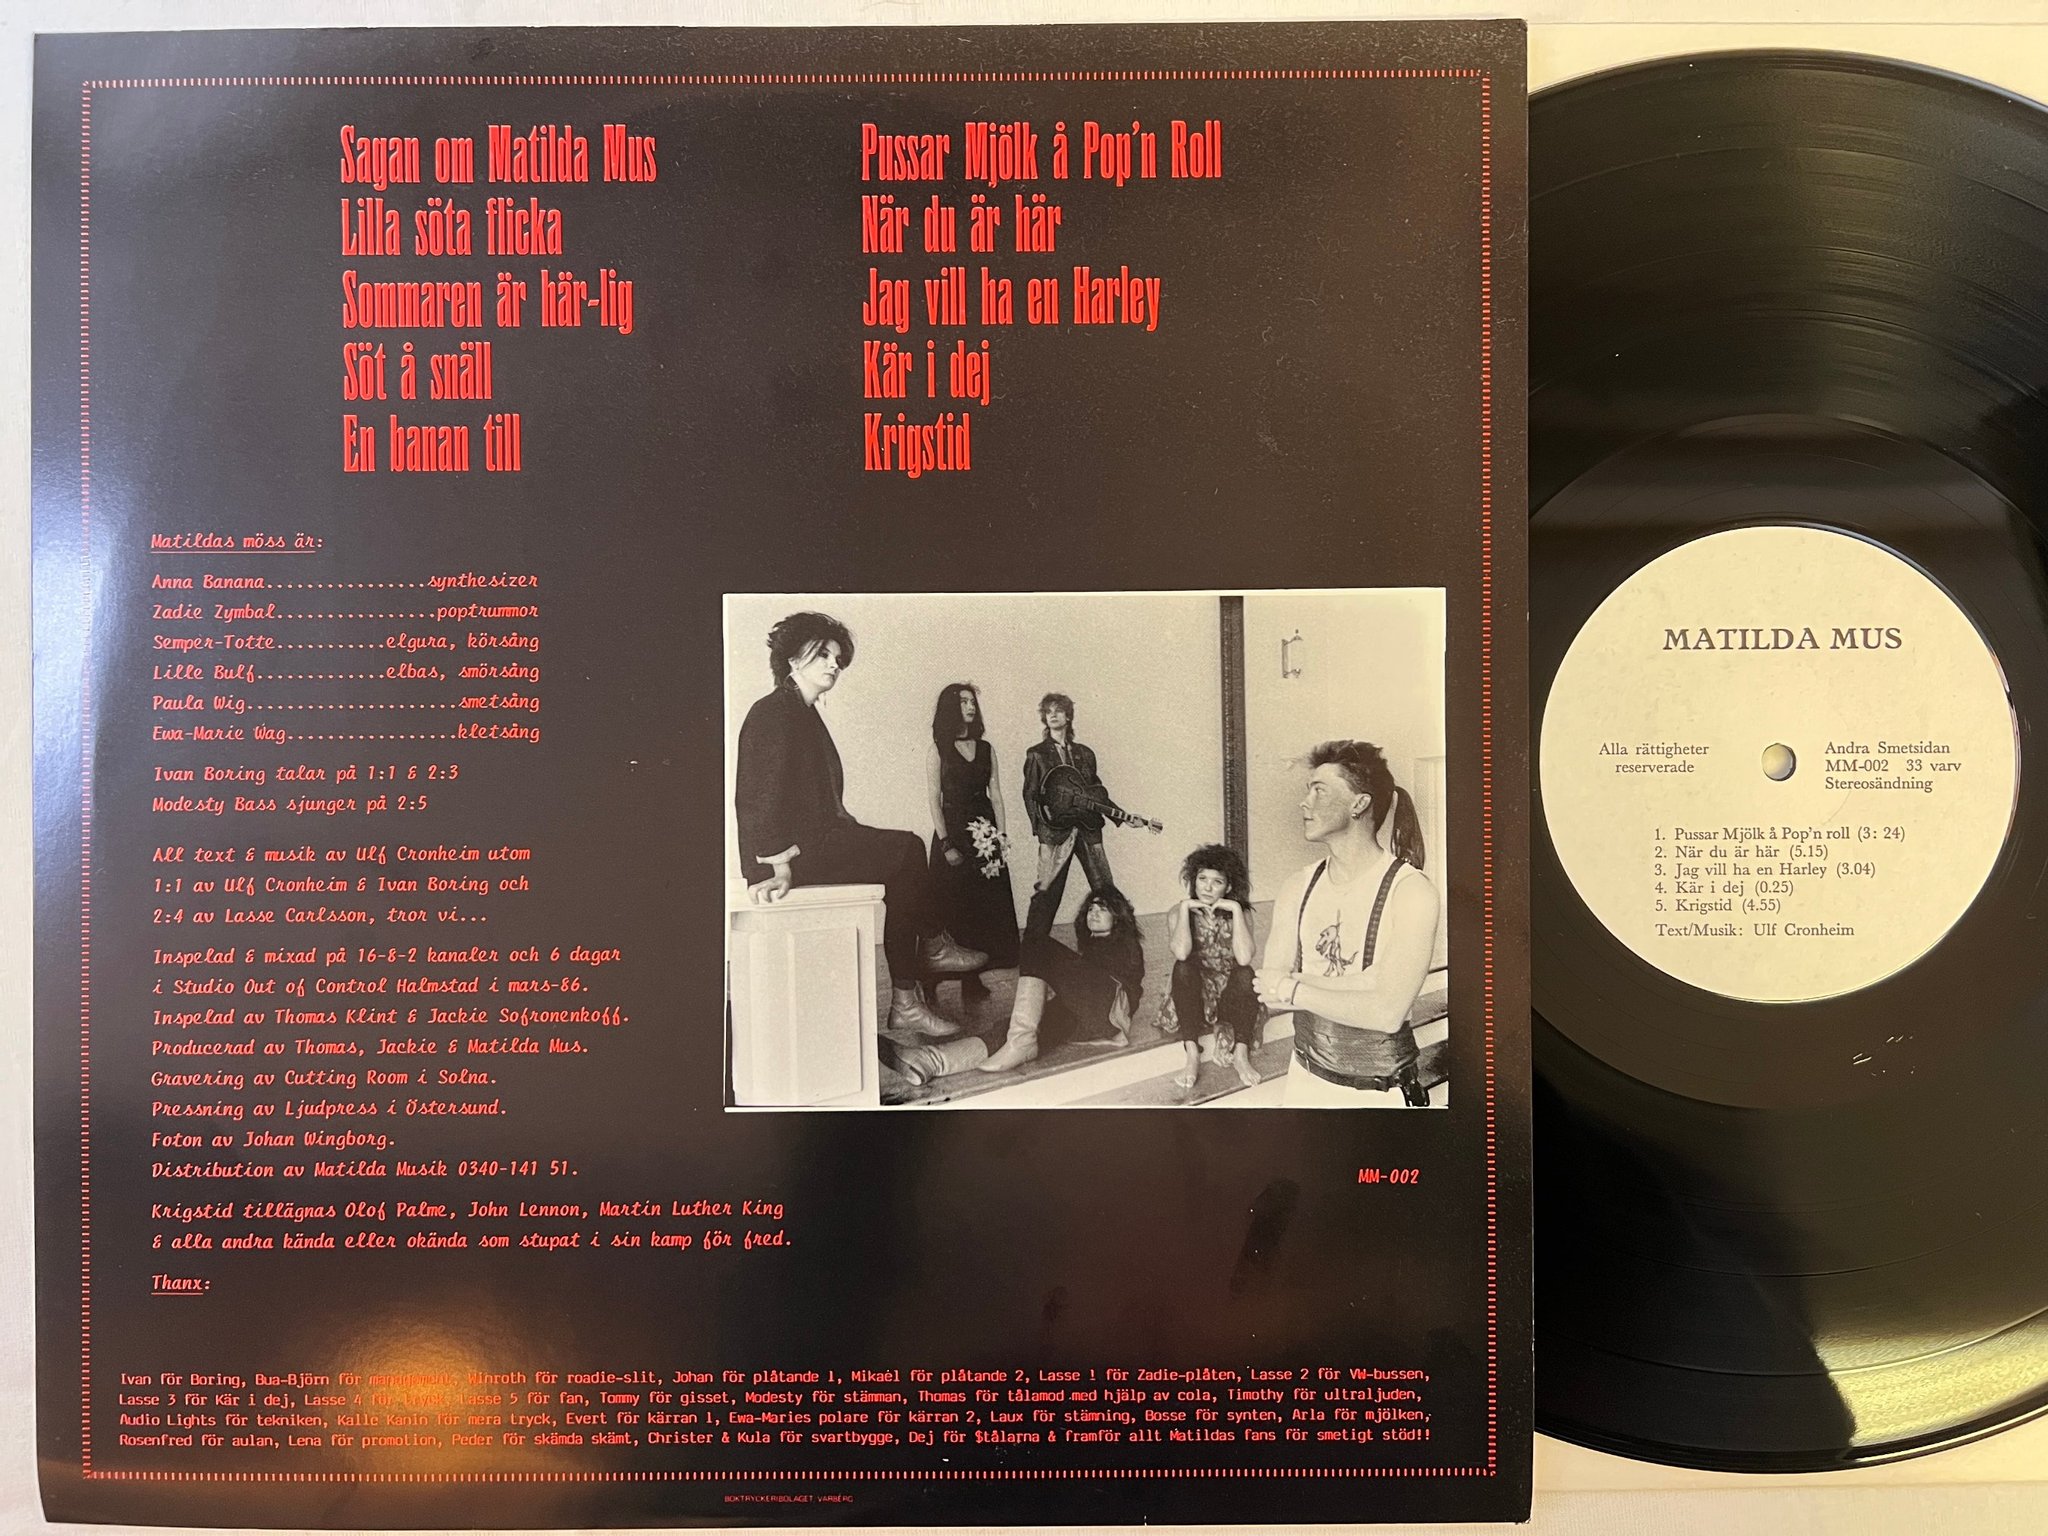 Sagan om Matilda Mus
Lilla söta flicka
Sommaren är här-lig
Söt å snäll
En banan till
Pussar Mjölk å Pop'n Roll
När du är här
Jag vill ha en Harley
Kär i dej
Krigstid
Matildas möss är:
Anna Banana................synthesizer
Zadie Zymbal................poptrummor
Semper-Totte...........elgura, körsång
Lille Bulf.............elbas, smörsång
Paula Wig.....................smetsång
Ewa-Marie Wag.................kletsång
Ivan Boring talar på 1:1 & 2:3
Modesty Bass sjunger på 2:5
All text & musik av Ulf Cronheim utom
1:1 av Ulf Cronheim & Ivan Boring och
2:4 av Lasse Carlsson, tror vi...
Inspelad & mixad på 16-8-2 kanaler och 6 dagar
i Studio Out of Control Halmstad i mars-86.
Inspelad av Thomas Klint & Jackie Sofronenkoff.
Producerad av Thomas, Jackie & Matilda Mus.
Gravering av Cutting Room i Solna.
Pressning av Ljudpress i Östersund.
Foton av Johan Wingborg.
Distribution av Matilda Musik 0340-141 51.
MM-002
Krigstid tillägnas Olof Palme, John Lennon, Martin Luther King
& alla andra kända eller okända som stupat i sin kamp för fred.
Thanx:
Ivan för Boring, Bua-Björn för management, Winroth för roadie-slit, Johan för plåtande 1, Mikael för plåtande 2, Lasse 1 för Zadie-plåten, Lasse 2 för VW-bussen,
Lasse 3 för Kär i dej, Lasse 4 för tryck, Lasse 5 för fan, Tommy för gisset, Modesty för stämman, Thomas för tålamod med hjälp av cola, Timothy för ultraljuden,
Audio Lights för tekniken, Kalle Kanin för mera tryck, Evert för kärran 1, Ewa-Maries polare för kärran 2, Laux för stämning, Bosse för synten, Arla för mjölken,
Rosenfred för aulan, Lena för promotion, Peder för skämda skämt, Christer & Kula för svartbygge, Dej för $tålarna & framför allt Matildas fans för smetigt stöd!!
BOKTRYCKERIBOLAGET VARBERG
MATILDA MUS
Alla rättigheter
reserverade
Andra Smetsidan
MM-002 33 varv
Stereosändning
1. Pussar Mjölk å Pop'n roll (3: 24)
2. När du är här (5.15)
3. Jag vill ha en Harley (3.04)
4. Kär i dej (0.25)
5. Krigstid (4.55)
Text/Musik: Ulf Cronheim